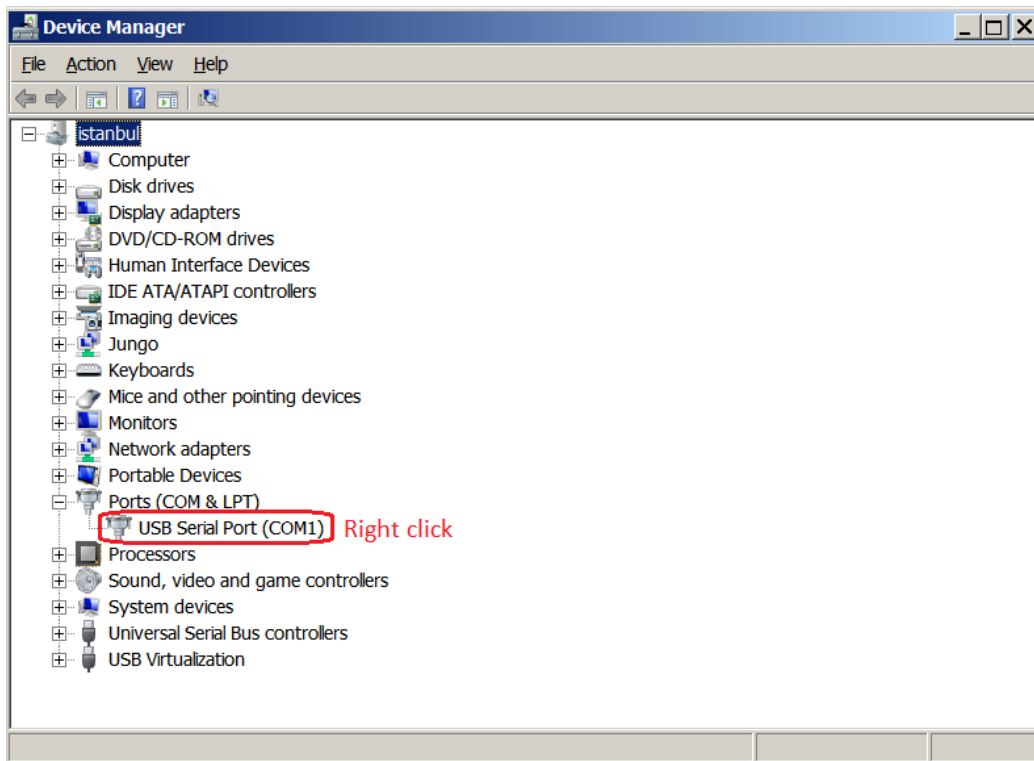 Device Manager
File Action View Help
istanbul
Computer
Disk drives
Display adapters
DVD/CD-ROM drives
Human Interface Devices
IDE ATA/ATAPI controllers
Imaging devices
Jungo
Keyboards
Mice and other pointing devices
Monitors
Network adapters
Portable Devices
Ports (COM & LPT)
USB Serial Port (COM1) Right click
Processors
Sound, video and game controllers
System devices
Universal Serial Bus controllers
USB Virtualization